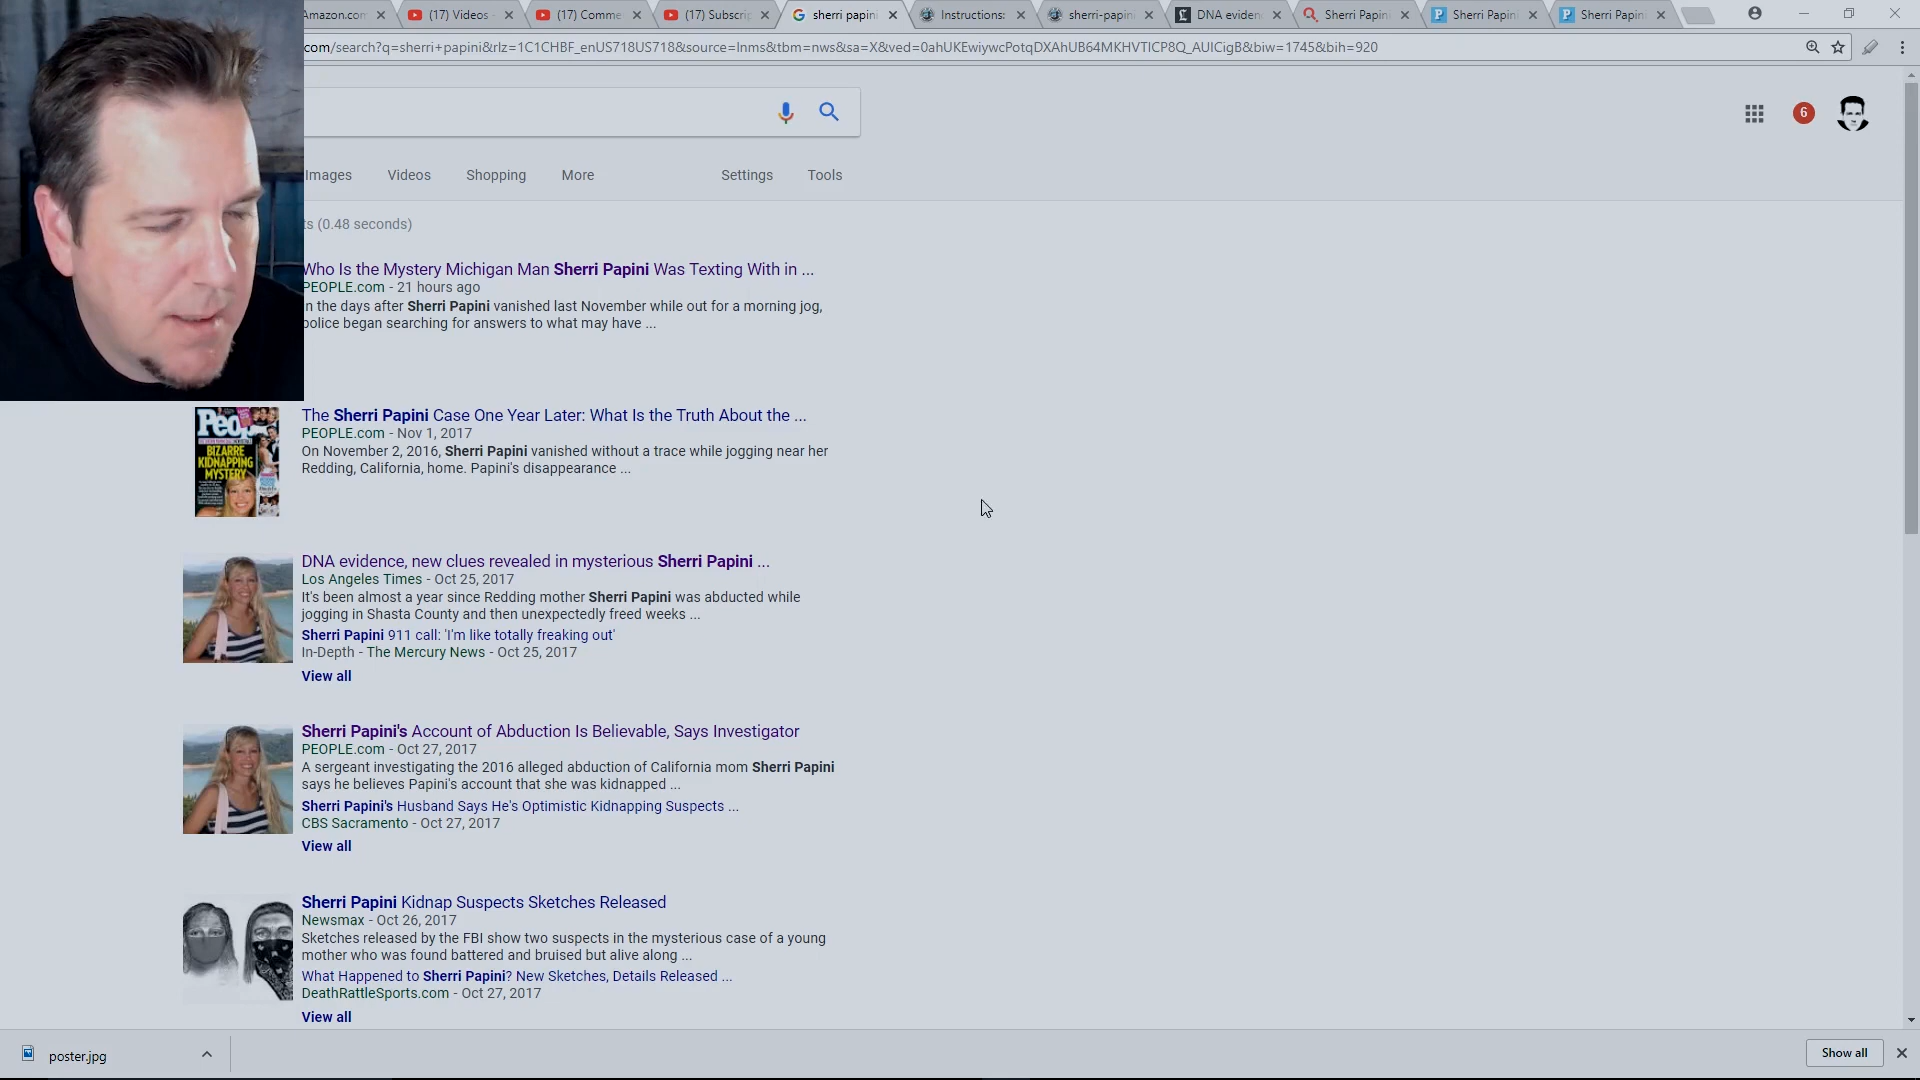 Amazon.com
(17) Videos -
(17) Comme
(17) Subscrip
sherri papini
Instructions:
sherri-papin
DNA eviden
Sherri Papin
Sherri Papin
Sherri Papin
com/search?q=sherri+papini&rlz=1C1CHBF_enUS718US718&source=lnms&tbm=nws&sa=X&ved=0ahUKEwiywcPotqDXAhUB64MKHVTlCP8Q_AUICigB&biw=1745&bih=920
6
Images Videos Shopping More Settings Tools
ts (0.48 seconds)
Who Is the Mystery Michigan Man Sherri Papini Was Texting With in ...
PEOPLE.com - 21 hours ago
In the days after Sherri Papini vanished last November while out for a morning jog,
police began searching for answers to what may have ...
BIZARRE
KIDNAPPING
MYSTERY
The Sherri Papini Case One Year Later: What Is the Truth About the ...
PEOPLE.com - Nov 1, 2017
On November 2, 2016, Sherri Papini vanished without a trace while jogging near her
Redding, California, home. Papini's disappearance ...
DNA evidence, new clues revealed in mysterious Sherri Papini ...
Los Angeles Times - Oct 25, 2017
It's been almost a year since Redding mother Sherri Papini was abducted while
jogging in Shasta County and then unexpectedly freed weeks ...
Sherri Papini 911 call: 'I'm like totally freaking out'
In-Depth - The Mercury News - Oct 25, 2017
View all
Sherri Papini's Account of Abduction Is Believable, Says Investigator
PEOPLE.com - Oct 27, 2017
A sergeant investigating the 2016 alleged abduction of California mom Sherri Papini
says he believes Papini's account that she was kidnapped ...
Sherri Papini's Husband Says He's Optimistic Kidnapping Suspects ...
CBS Sacramento - Oct 27, 2017
View all
Sherri Papini Kidnap Suspects Sketches Released
Newsmax - Oct 26, 2017
Sketches released by the FBI show two suspects in the mysterious case of a young
mother who was found battered and bruised but alive along ...
What Happened to Sherri Papini? New Sketches, Details Released ...
DeathRattleSports.com - Oct 27, 2017
View all
poster.jpg
Show all